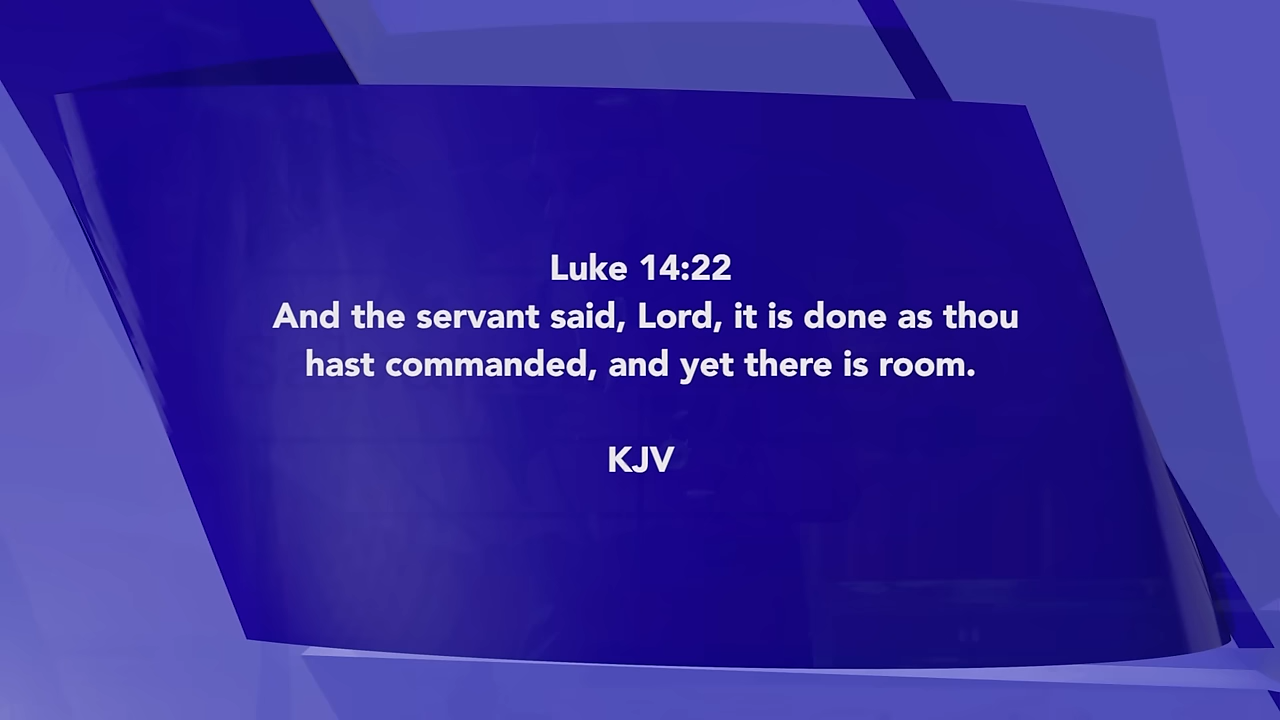 Luke 14:22
And the servant said, Lord, it is done as thou
hast commanded, and yet there is room.
KJV